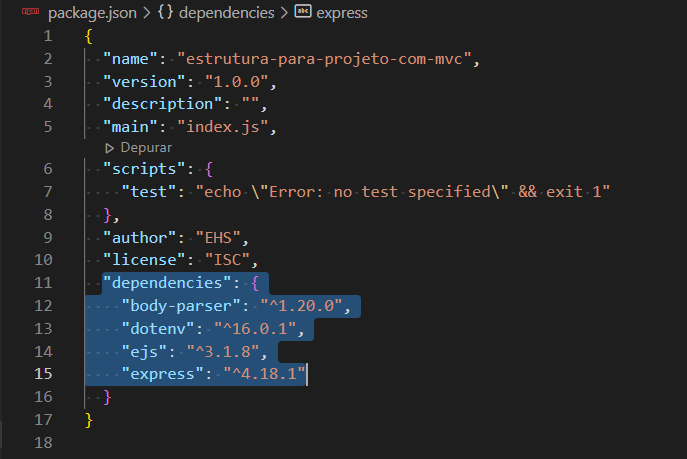 package.json > {} dependencies > abc express
1 {
2 "name": "estrutura-para-projeto-com-mvc",
3 "version": "1.0.0",
4 "description": "",
5 "main": "index.js",
Depurar
6 "scripts": {
7 "test": "echo \"Error: no test specified\" && exit 1"
8 },
9 "author": "EHS",
10 "license": "ISC",
11 "dependencies": {
12 "body-parser": "^1.20.0",
13 "dotenv": "^16.0.1",
14 "ejs": "^3.1.8",
15 "express": "^4.18.1"
16 }
17 }
18